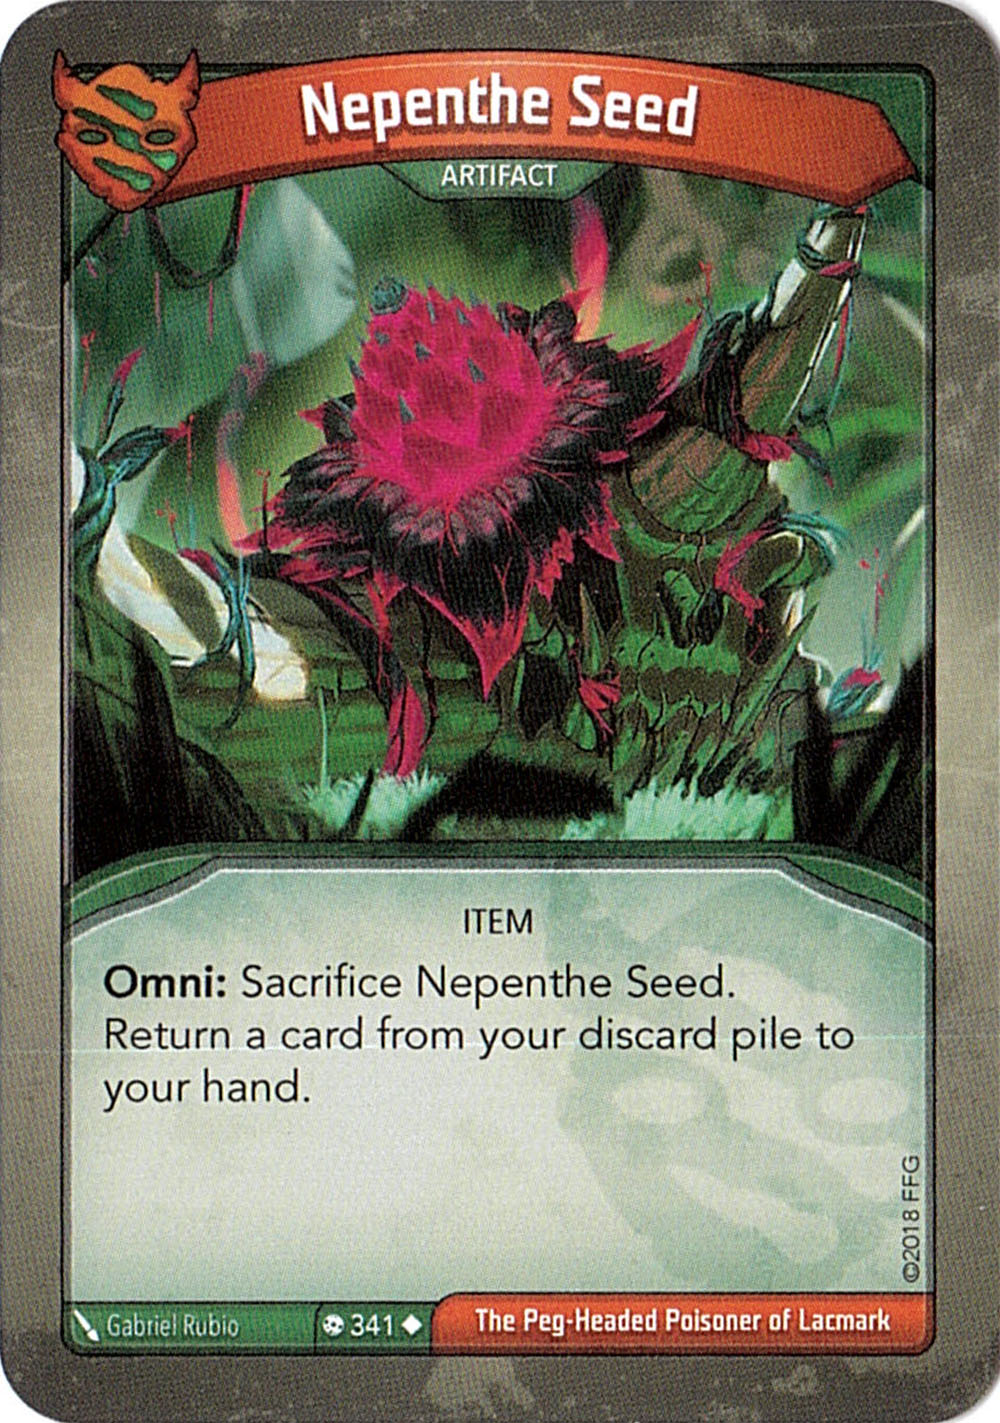 Nepenthe Seed
ARTIFACT
ITEM
Omni: Sacrifice Nepenthe Seed.
Return a card from your discard pile to
your hand.
©2018 FFG
Gabriel Rubio
341
The Peg-Headed Poisoner of Lacmark